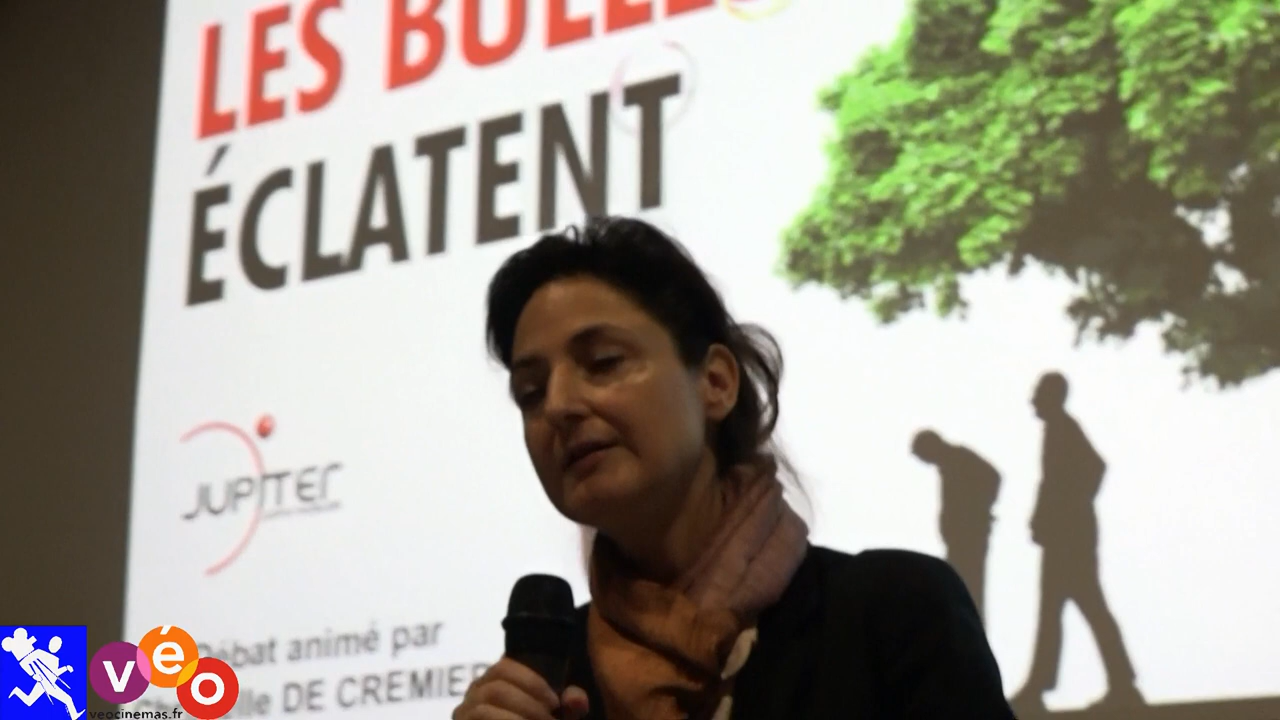 LES BULLES
ÉCLATENT
JUPITER
Débat animé par
DE CREMIER
véo
veocinemas.fr